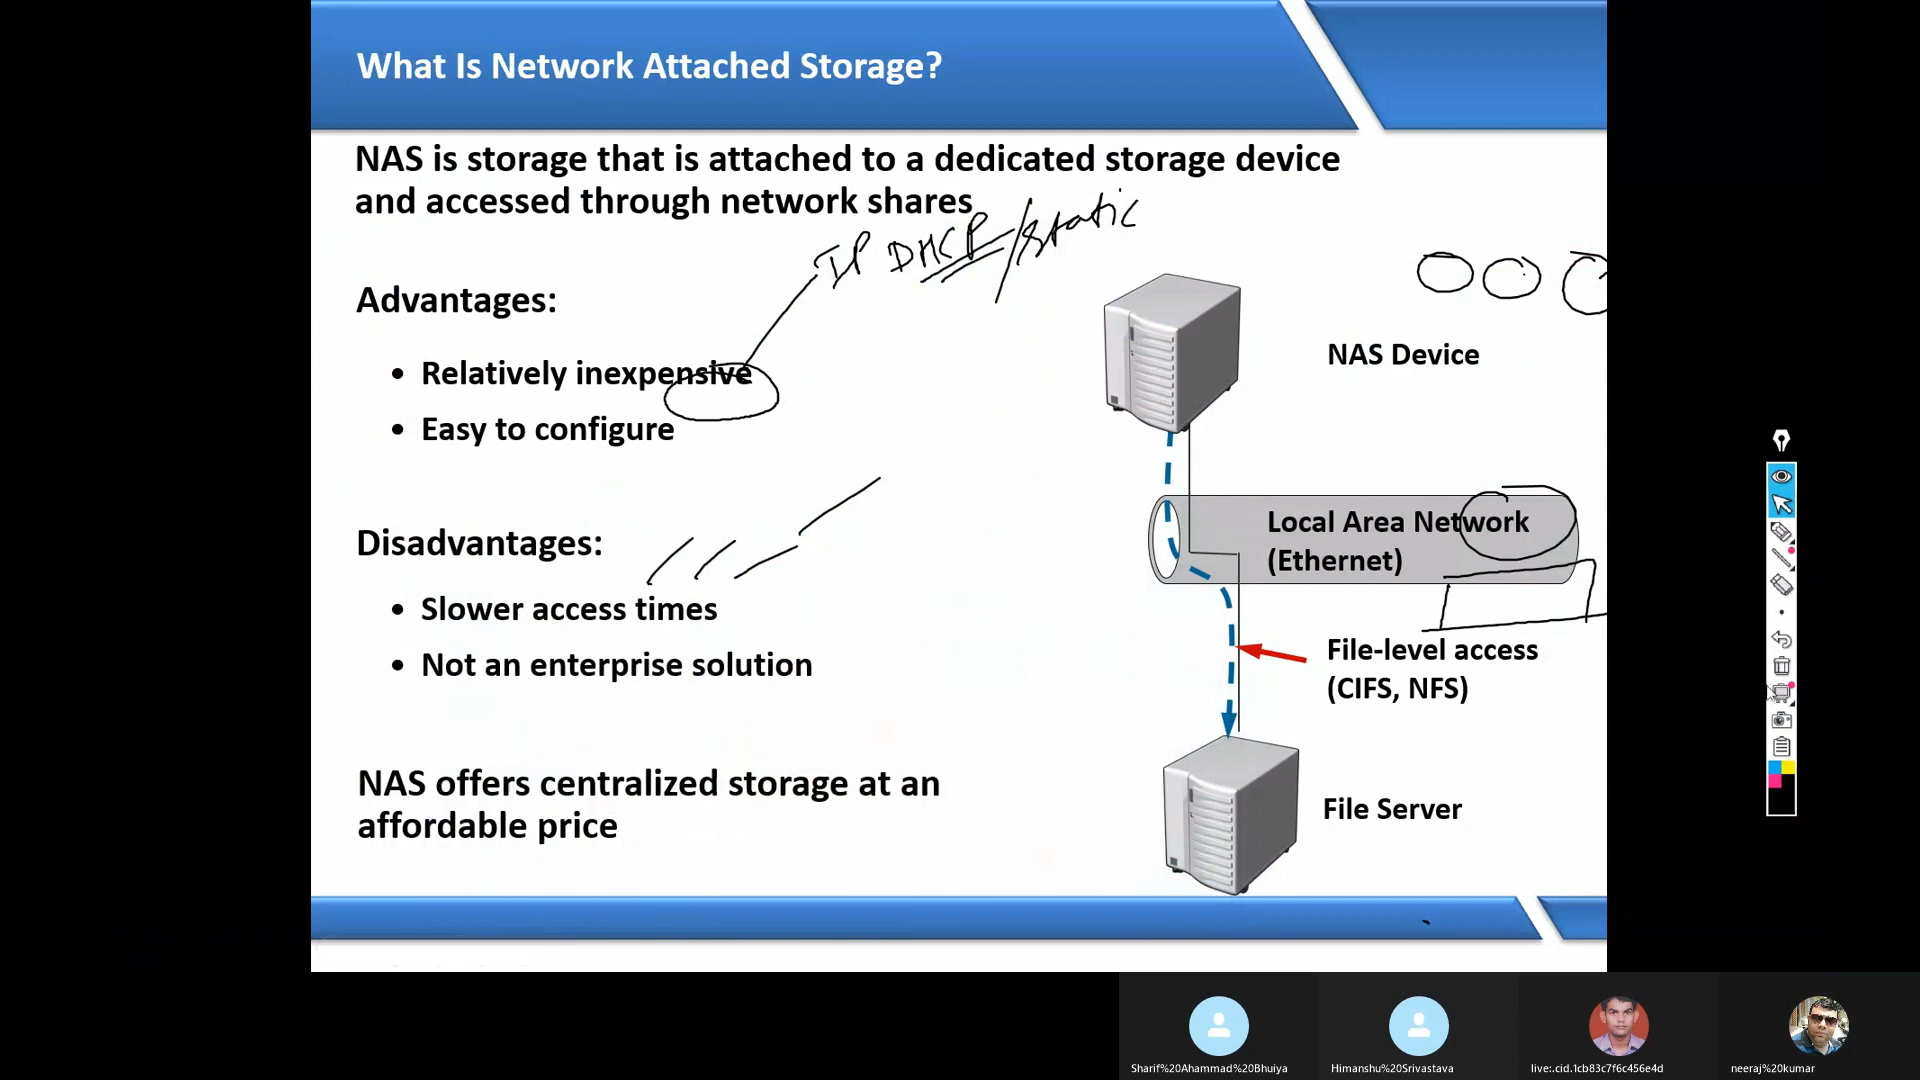 What Is Network Attached Storage?
NAS is storage that is attached to a dedicated storage device
and accessed through network shares
IP DHCP/static
Advantages:
• Relatively inexpensive
• Easy to configure
Disadvantages:
• Slower access times
• Not an enterprise solution
NAS offers centralized storage at an
affordable price
NAS Device
Local Area Network
(Ethernet)
File-level access
(CIFS, NFS)
File Server
Sharif%20Ahammad%20Bhuiya
Himanshu%20Srivastava
live:.cid.1cb83c7f6c456e4d
neeraj%20kumar